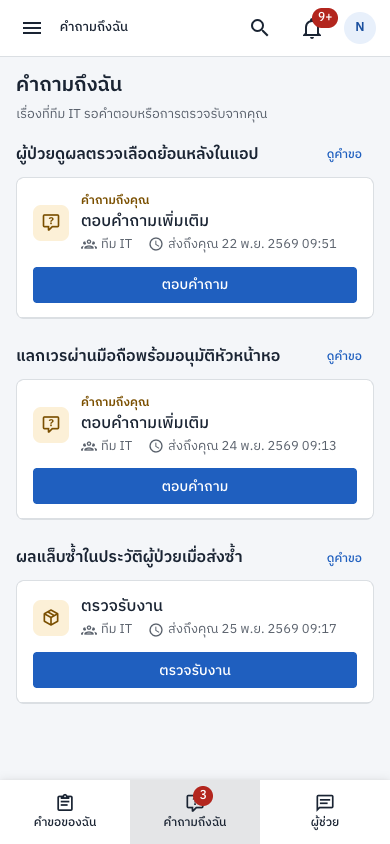 คำถามถึงฉัน
9+
N
คำถามถึงฉัน
เรื่องที่ทีม IT รอคำตอบหรือการตรวจรับจากคุณ
ผู้ป่วยดูผลตรวจเลือดย้อนหลังในแอป
ดูคำขอ
คำถามถึงคุณ
ตอบคำถามเพิ่มเติม
ทีม IT ส่งถึงคุณ 22 พ.ย. 2569 09:51
ตอบคำถาม
แลกเวรผ่านมือถือพร้อมอนุมัติหัวหน้าหอ
ดูคำขอ
คำถามถึงคุณ
ตอบคำถามเพิ่มเติม
ทีม IT ส่งถึงคุณ 24 พ.ย. 2569 09:13
ตอบคำถาม
ผลแล็บซ้ำในประวัติผู้ป่วยเมื่อส่งซ้ำ
ดูคำขอ
ตรวจรับงาน
ทีม IT ส่งถึงคุณ 25 พ.ย. 2569 09:17
ตรวจรับงาน
3
คำขอของฉัน
คำถามถึงฉัน
ผู้ช่วย